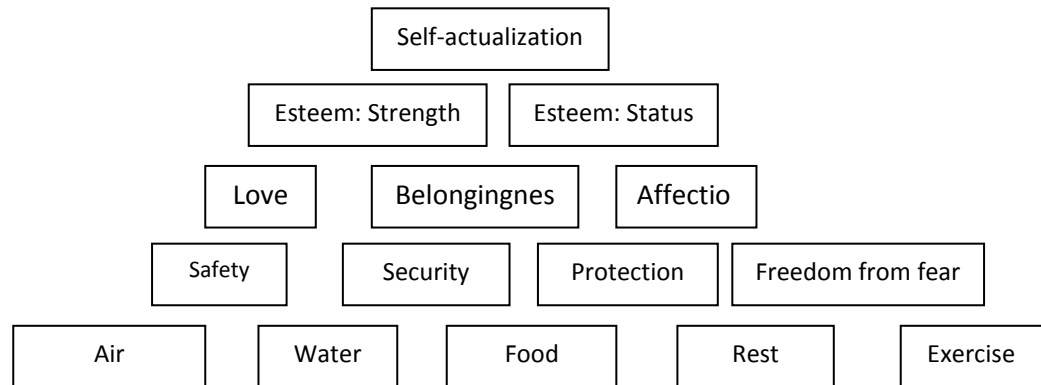 Self-actualization
Esteem: Strength Esteem: Status
Love Belongingnes Affectio
Safety Security Protection Freedom from fear
Air Water Food Rest Exercise